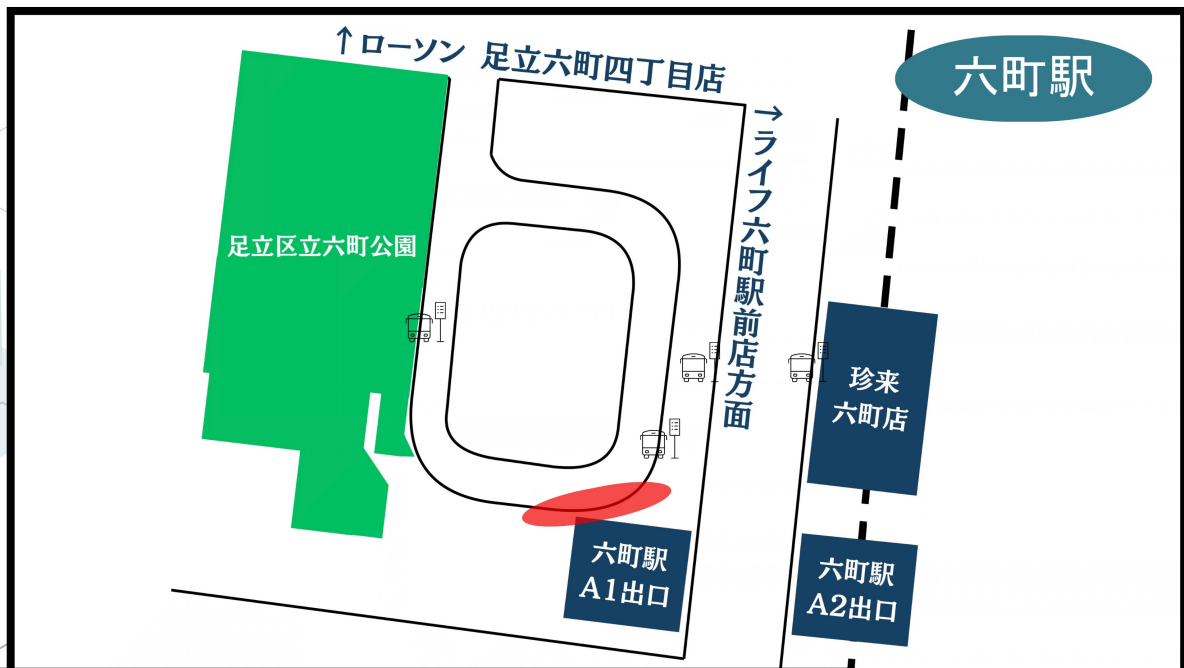 ↑ローソン 足立六町四丁目店
六町駅
→ライフ六町駅前店方面
足立区立六町公園
珍来
六町店
六町駅
A1出口
六町駅
A2出口